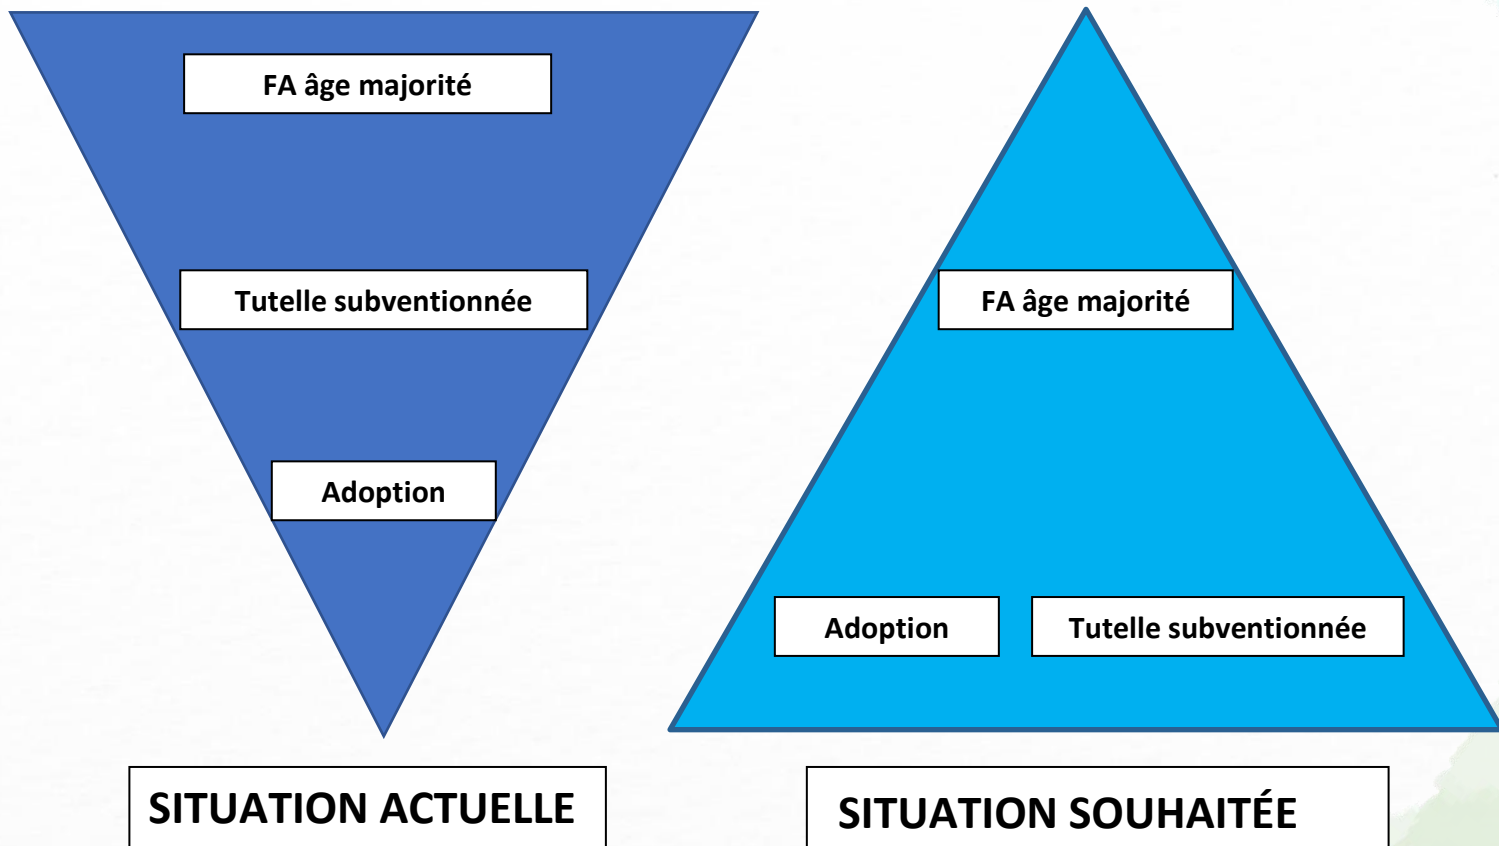 FA âge majorité
Tutelle subventionnée
Adoption
SITUATION ACTUELLE
FA âge majorité
Adoption
Tutelle subventionnée
SITUATION SOUHAITÉE